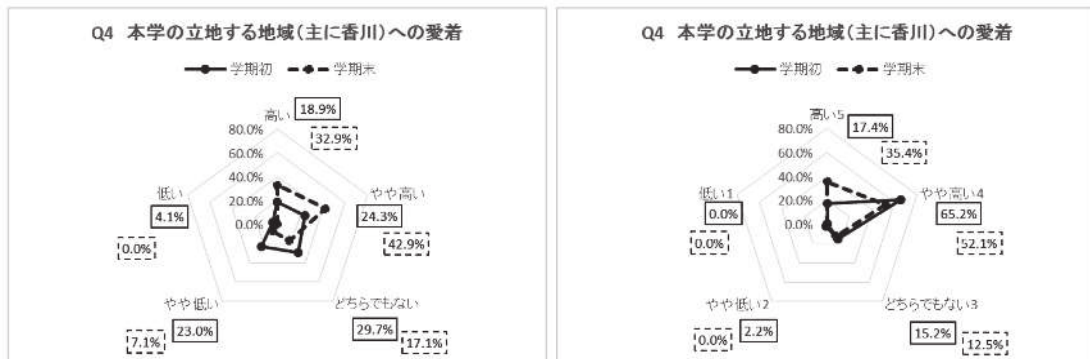 Q4 本学の立地する地域(主に香川)への愛着
学期初 学期末
高い 18.9%
32.9%
80.0%
60.0%
40.0%
20.0%
0.0%
やや高い
24.3%
42.9%
どちらでもない
29.7%
17.1%
やや低い
23.0%
7.1%
低い
4.1%
0.0%
Q4 本学の立地する地域(主に香川)への愛着
学期初 学期末
高い5
17.4%
35.4%
80.0%
60.0%
40.0%
20.0%
0.0%
やや高い4
65.2%
52.1%
どちらでもない3
15.2%
12.5%
やや低い2
2.2%
0.0%
低い1
0.0%
0.0%